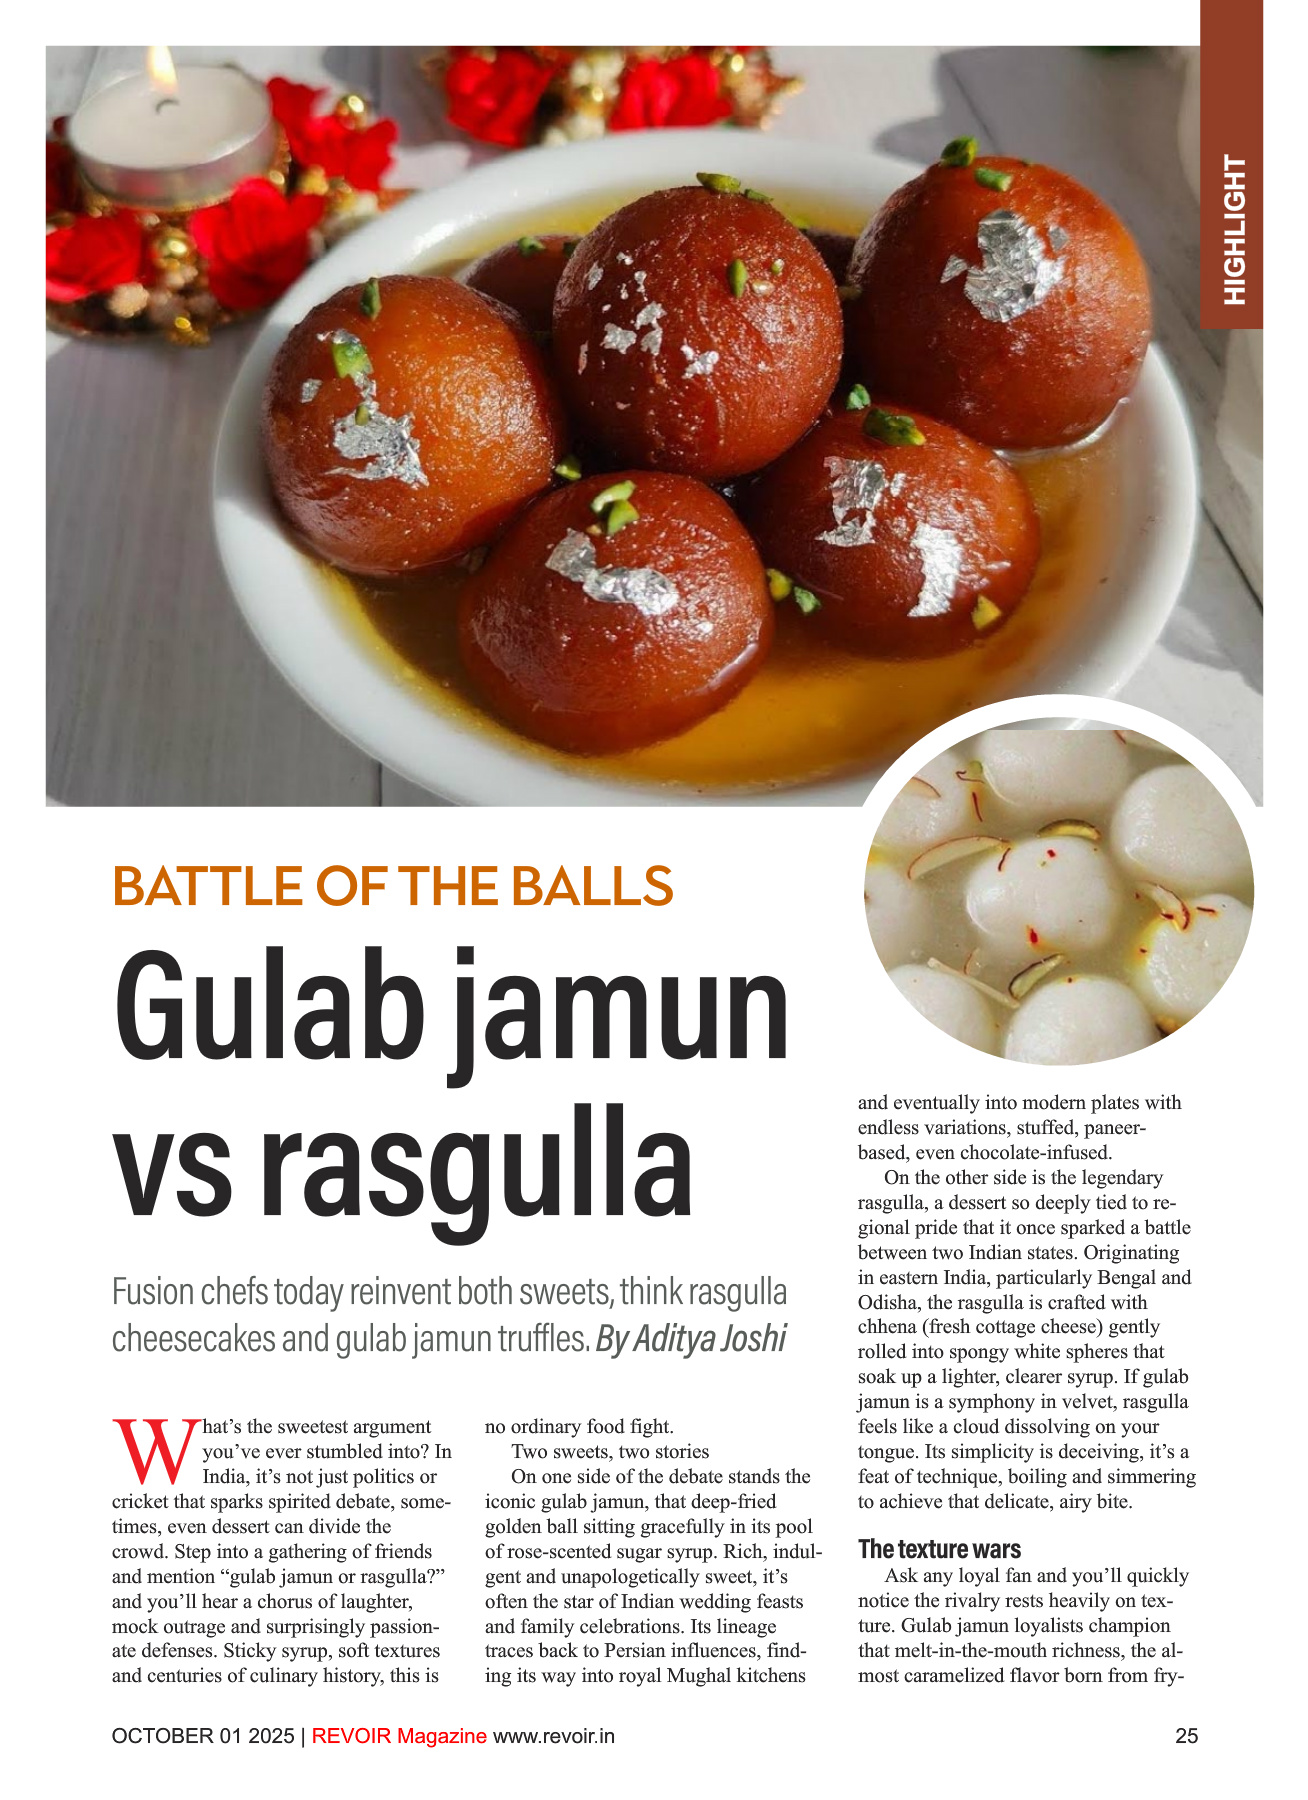 HIGHLIGHT
BATTLE OF THE BALLS
Gulab jamun
vs rasgulla
Fusion chefs today reinvent both sweets, think rasgulla
cheesecakes and gulab jamun truffles. By Aditya Joshi
What’s the sweetest argument
you’ve ever stumbled into? In
India, it’s not just politics or
cricket that sparks spirited debate, some-
times, even dessert can divide the
crowd. Step into a gathering of friends
and mention “gulab jamun or rasgulla?”
and you’ll hear a chorus of laughter,
mock outrage and surprisingly passion-
ate defenses. Sticky syrup, soft textures
and centuries of culinary history, this is
no ordinary food fight.
Two sweets, two stories
On one side of the debate stands the
iconic gulab jamun, that deep-fried
golden ball sitting gracefully in its pool
of rose-scented sugar syrup. Rich, indul-
gent and unapologetically sweet, it’s
often the star of Indian wedding feasts
and family celebrations. Its lineage
traces back to Persian influences, find-
ing its way into royal Mughal kitchens
and eventually into modern plates with
endless variations, stuffed, paneer-
based, even chocolate-infused.
On the other side is the legendary
rasgulla, a dessert so deeply tied to re-
gional pride that it once sparked a battle
between two Indian states. Originating
in eastern India, particularly Bengal and
Odisha, the rasgulla is crafted with
chhena (fresh cottage cheese) gently
rolled into spongy white spheres that
soak up a lighter, clearer syrup. If gulab
jamun is a symphony in velvet, rasgulla
feels like a cloud dissolving on your
tongue. Its simplicity is deceiving, it’s a
feat of technique, boiling and simmering
to achieve that delicate, airy bite.
The texture wars
Ask any loyal fan and you’ll quickly
notice the rivalry rests heavily on tex-
ture. Gulab jamun loyalists champion
that melt-in-the-mouth richness, the al-
most caramelized flavor born from fry-
OCTOBER 01 2025 | REVOIR Magazine www.revoir.in
25